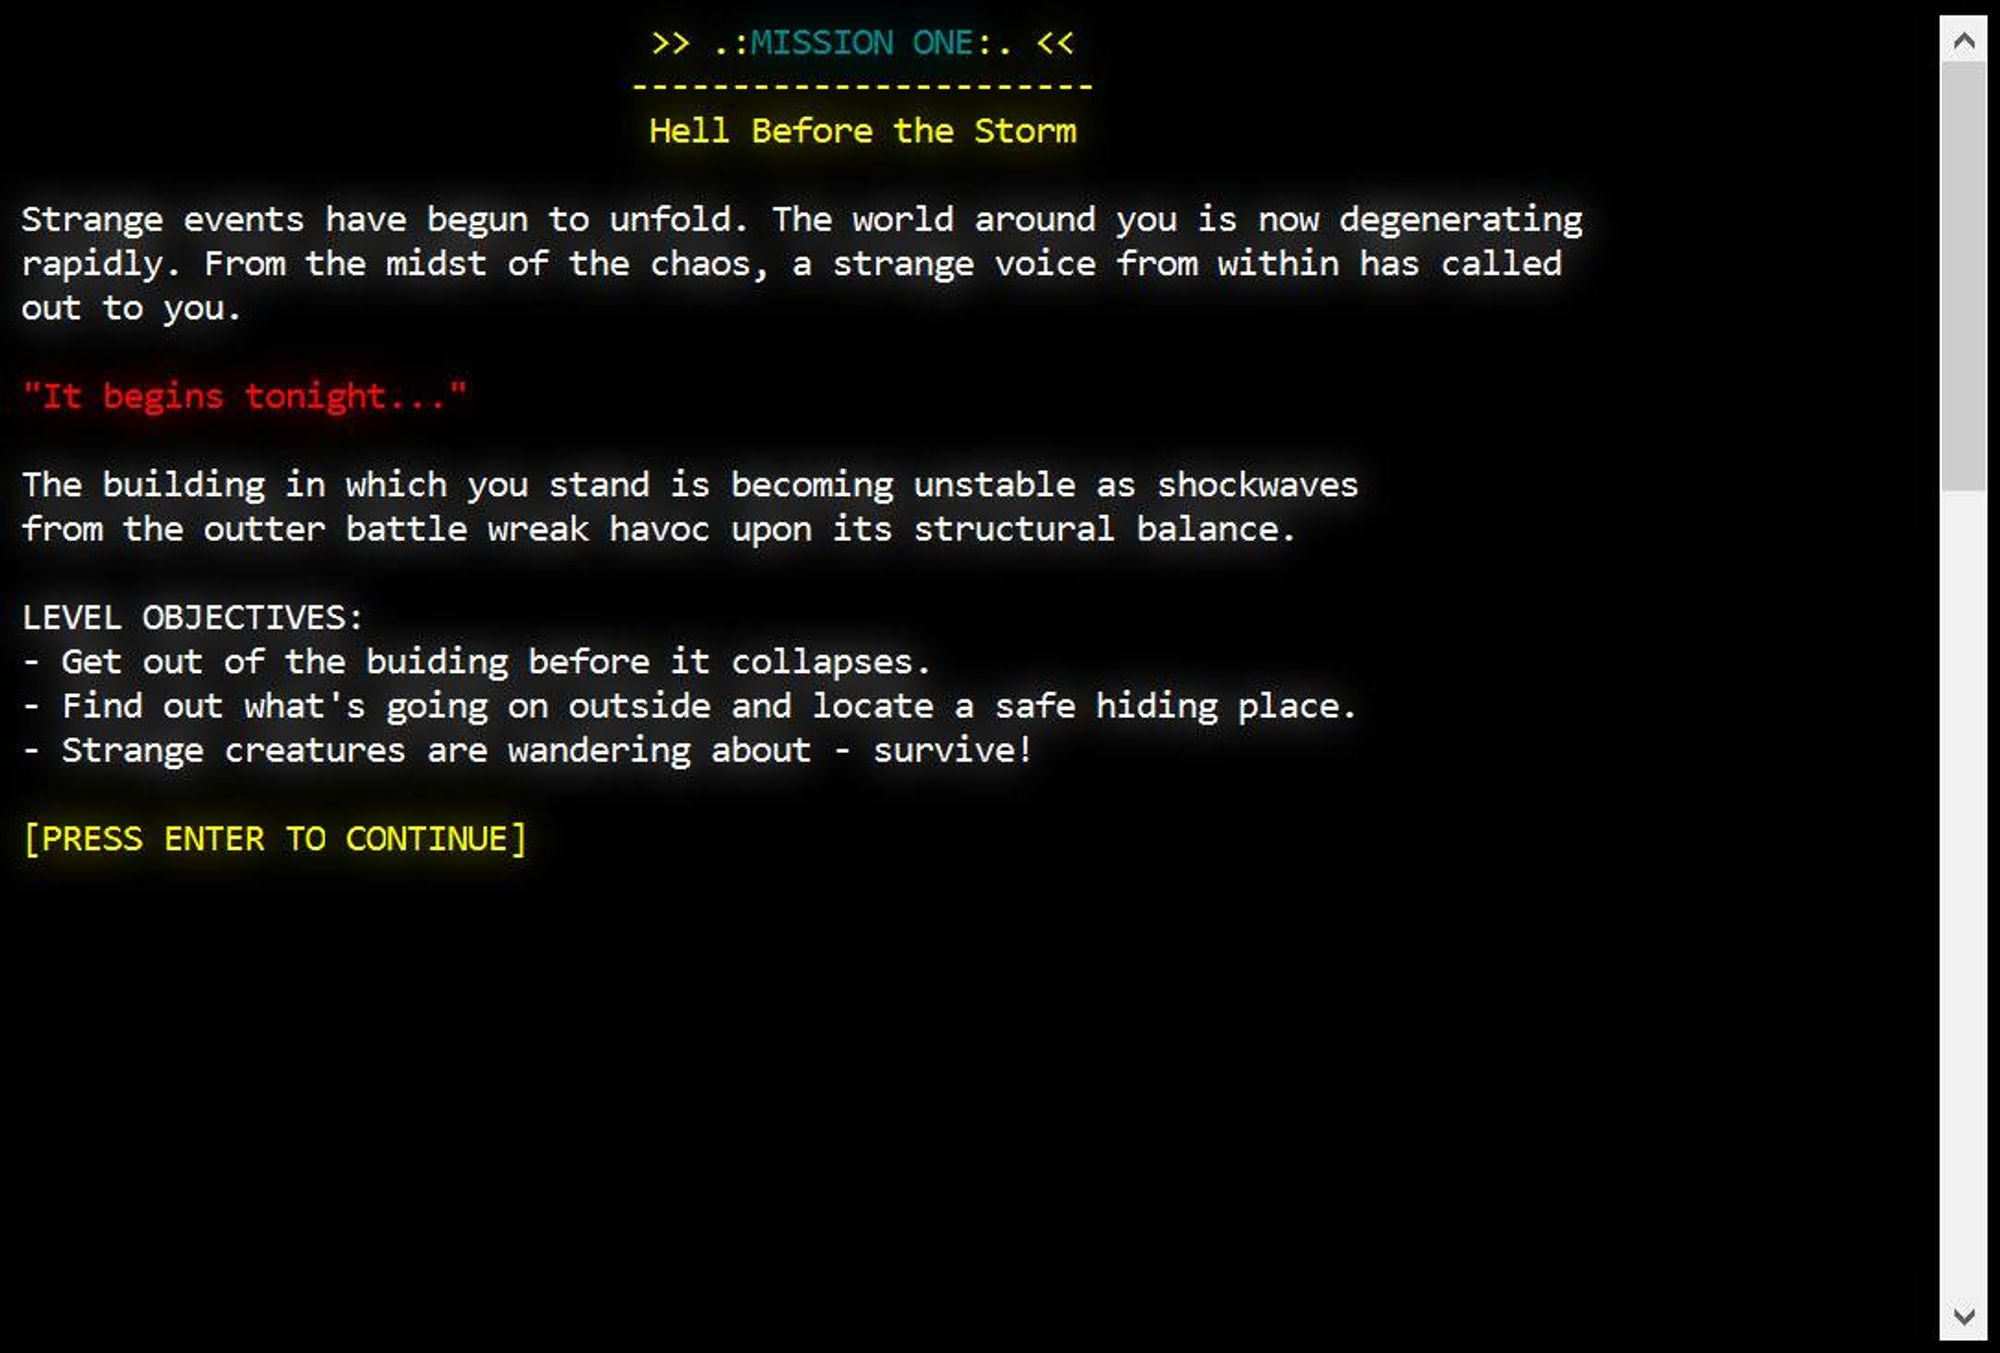 >> .:MISSION ONE:. <<
-----------------------
Hell Before the Storm
Strange events have begun to unfold. The world around you is now degenerating
rapidly. From the midst of the chaos, a strange voice from within has called
out to you.
"It begins tonight..."
The building in which you stand is becoming unstable as shockwaves
from the outter battle wreak havoc upon its structural balance.
LEVEL OBJECTIVES:
- Get out of the buiding before it collapses.
- Find out what's going on outside and locate a safe hiding place.
- Strange creatures are wandering about - survive!
[PRESS ENTER TO CONTINUE]